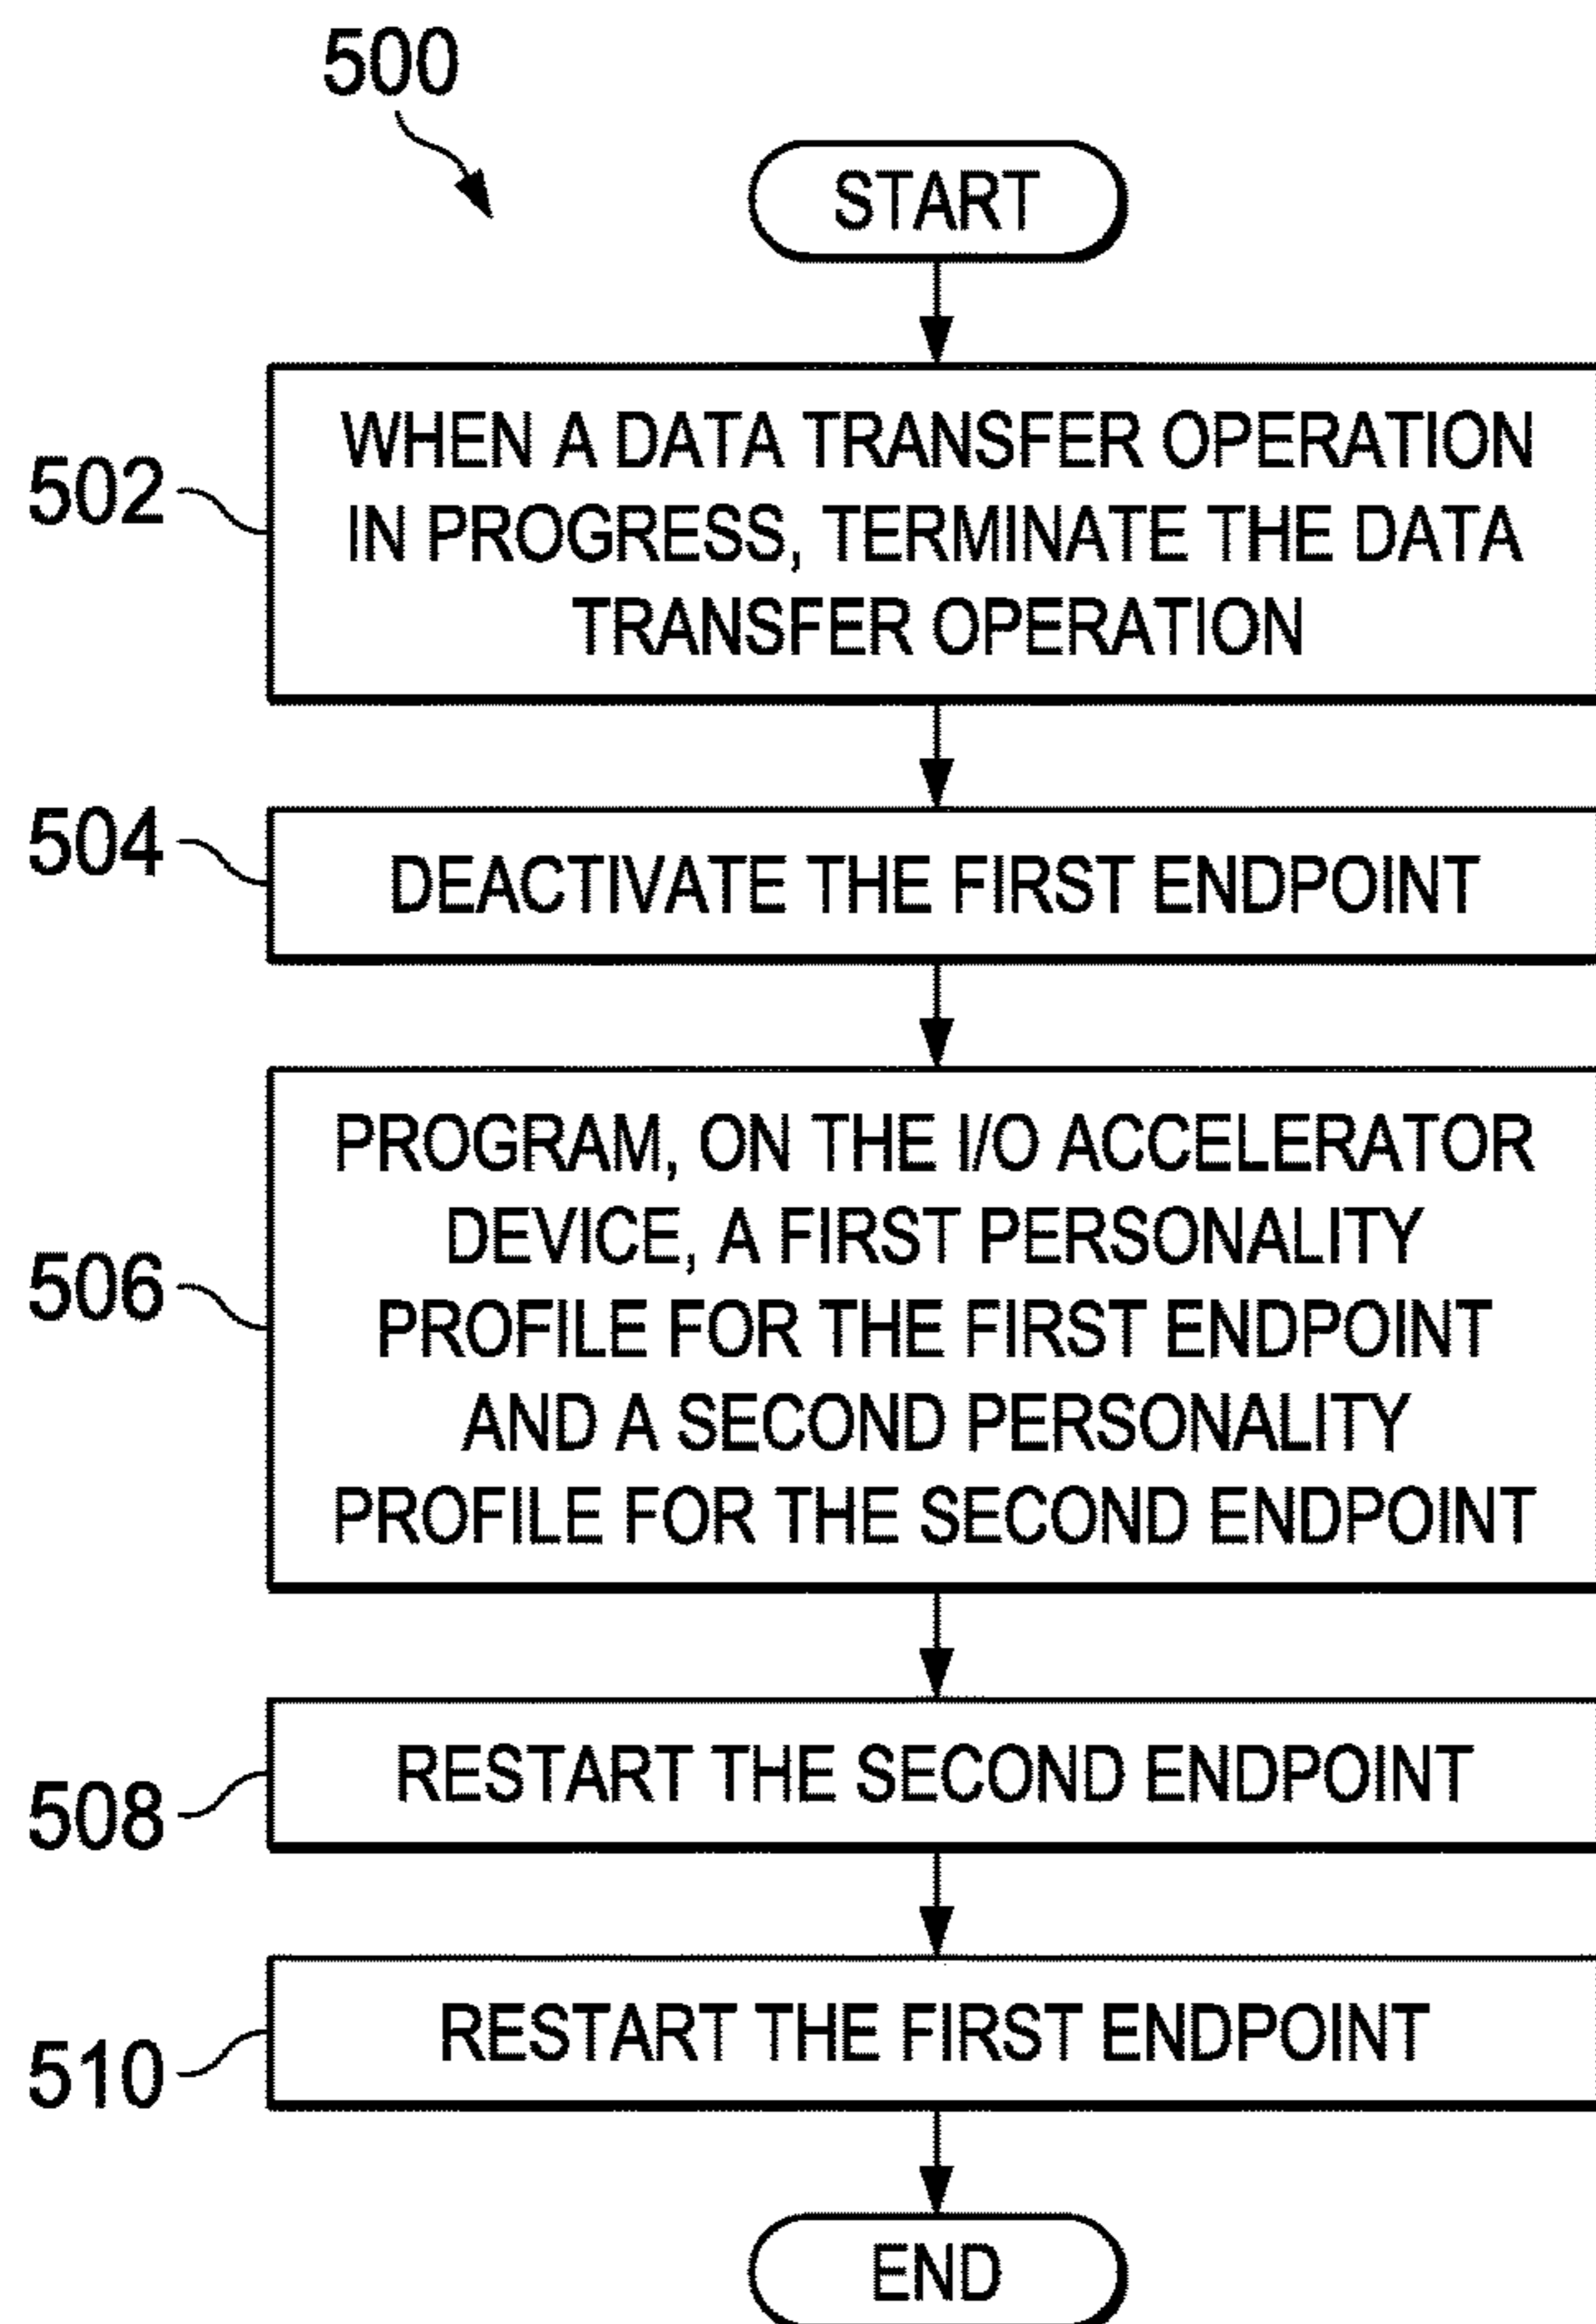 500
START
502
WHEN A DATA TRANSFER OPERATION
IN PROGRESS, TERMINATE THE DATA
TRANSFER OPERATION
504
DEACTIVATE THE FIRST ENDPOINT
506
PROGRAM, ON THE I/O ACCELERATOR
DEVICE, A FIRST PERSONALITY
PROFILE FOR THE FIRST ENDPOINT
AND A SECOND PERSONALITY
PROFILE FOR THE SECOND ENDPOINT
508
RESTART THE SECOND ENDPOINT
510
RESTART THE FIRST ENDPOINT
END